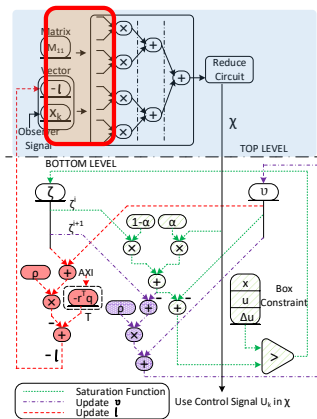 Matrix
M11
Vector
-l
Xk
Observer
Signal
Reduce
Circuit
χ
TOP LEVEL
BOTTOM LEVEL
ζ
υ
ζ^i
ζ^i+1
1-α
α
ρ
AXI
-rᵀq
T
ρ
-l
x
u
Δu
Box
Constraint
>
Saturation Function
Update υ
Update l
Use Control Signal Uk in χ